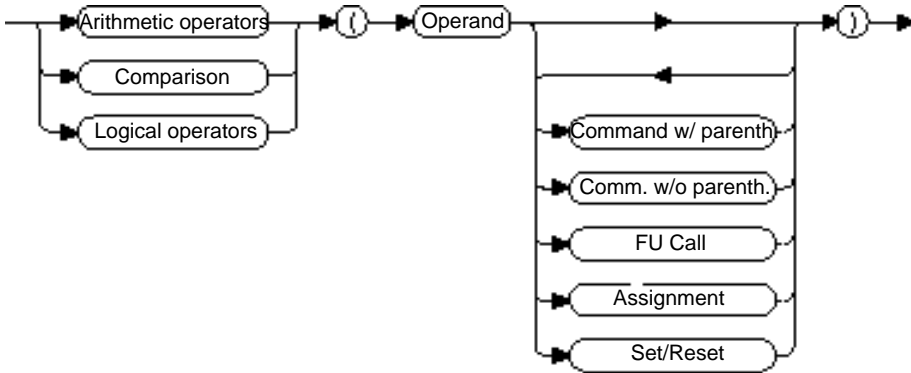 Arithmetic operators
(
Operand
)
Comparison
Logical operators
Command w/ parenth
Comm. w/o parenth.
FU Call
Assignment
Set/Reset